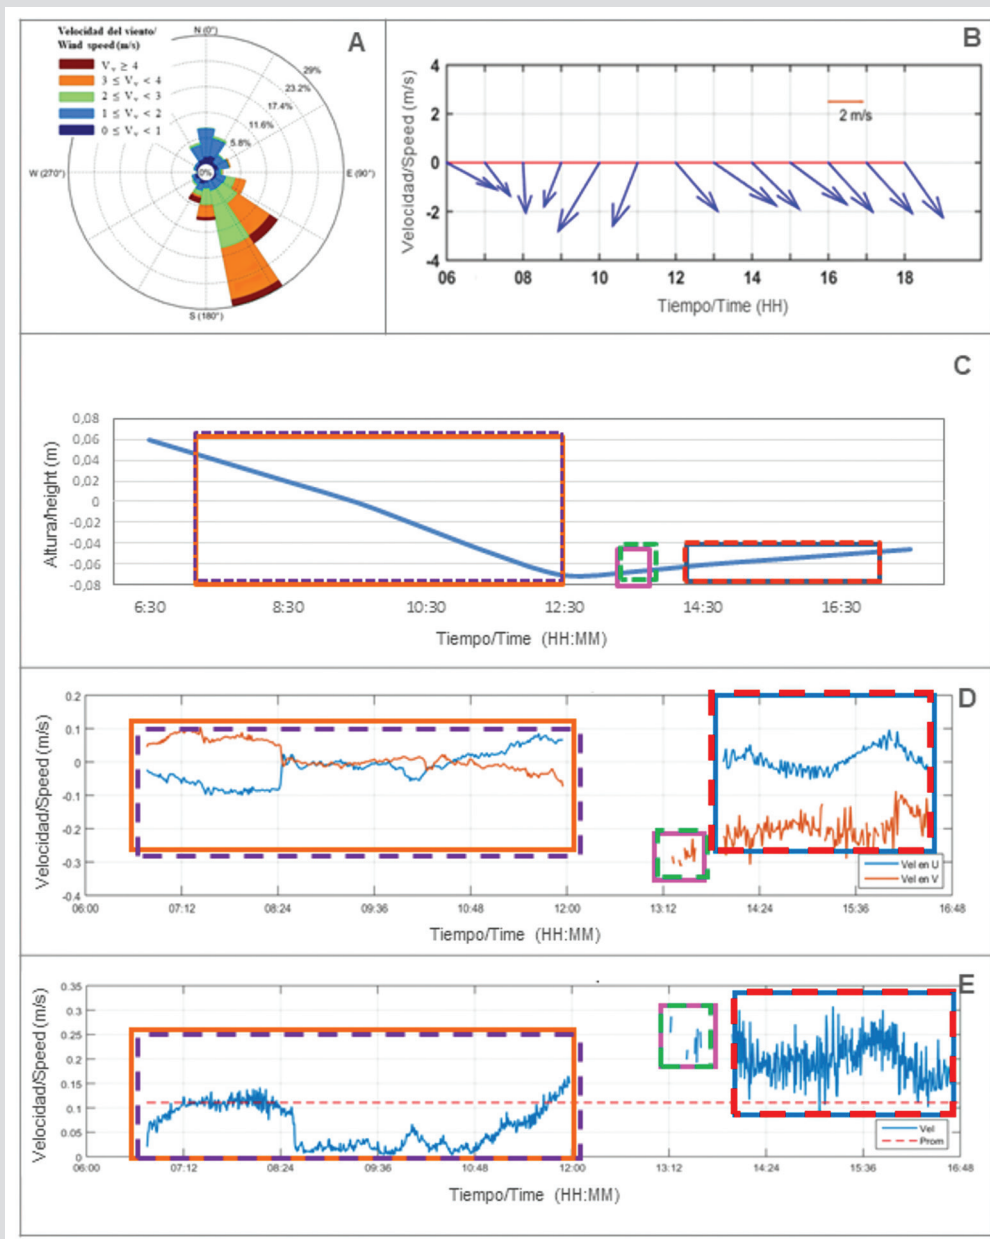 A
Velocidad del viento/
Wind speed (m/s)
Vᵥ ≥ 4
3 ≤ Vᵥ < 4
2 ≤ Vᵥ < 3
1 ≤ Vᵥ < 2
0 ≤ Vᵥ < 1
N (0°)
29%
23.2%
17.4%
11.6%
5.8%
0%
W (270°)
E (90°)
S (180°)
B
Velocidad/Speed (m/s)
4
2
0
-2
-4
2 m/s
06 08 10 12 14 16 18
Tiempo/Time (HH)
C
Altura/height (m)
0,08
0,06
0,04
0,02
0
-0,02
-0,04
-0,06
-0,08
6:30 8:30 10:30 12:30 14:30 16:30
Tiempo/Time (HH:MM)
D
Velocidad/Speed (m/s)
0.2
0.1
0
-0.1
-0.2
-0.3
-0.4
Vel en U
Vel en V
06:00 07:12 08:24 09:36 10:48 12:00 13:12 14:24 15:36 16:48
Tiempo/Time (HH:MM)
E
Velocidad/Speed (m/s)
0.35
0.3
0.25
0.2
0.15
0.1
0.05
0
Vel
Prom
06:00 07:12 08:24 09:36 10:48 12:00 13:12 14:24 15:36 16:48
Tiempo/Time (HH:MM)